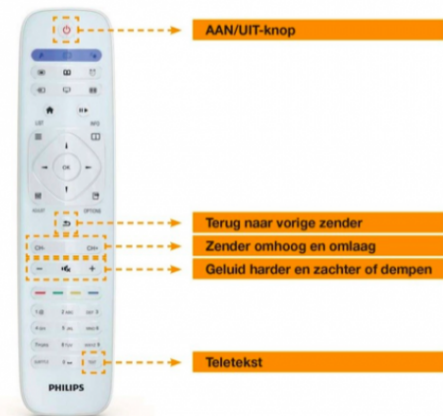 AAN/UIT-knop
LIST INFO
OK
OPTIONS
Terug naar vorige zender
CH- CH+
Zender omhoog en omlaag
Geluid harder en zachter of dempen
Teletekst
PHILIPS